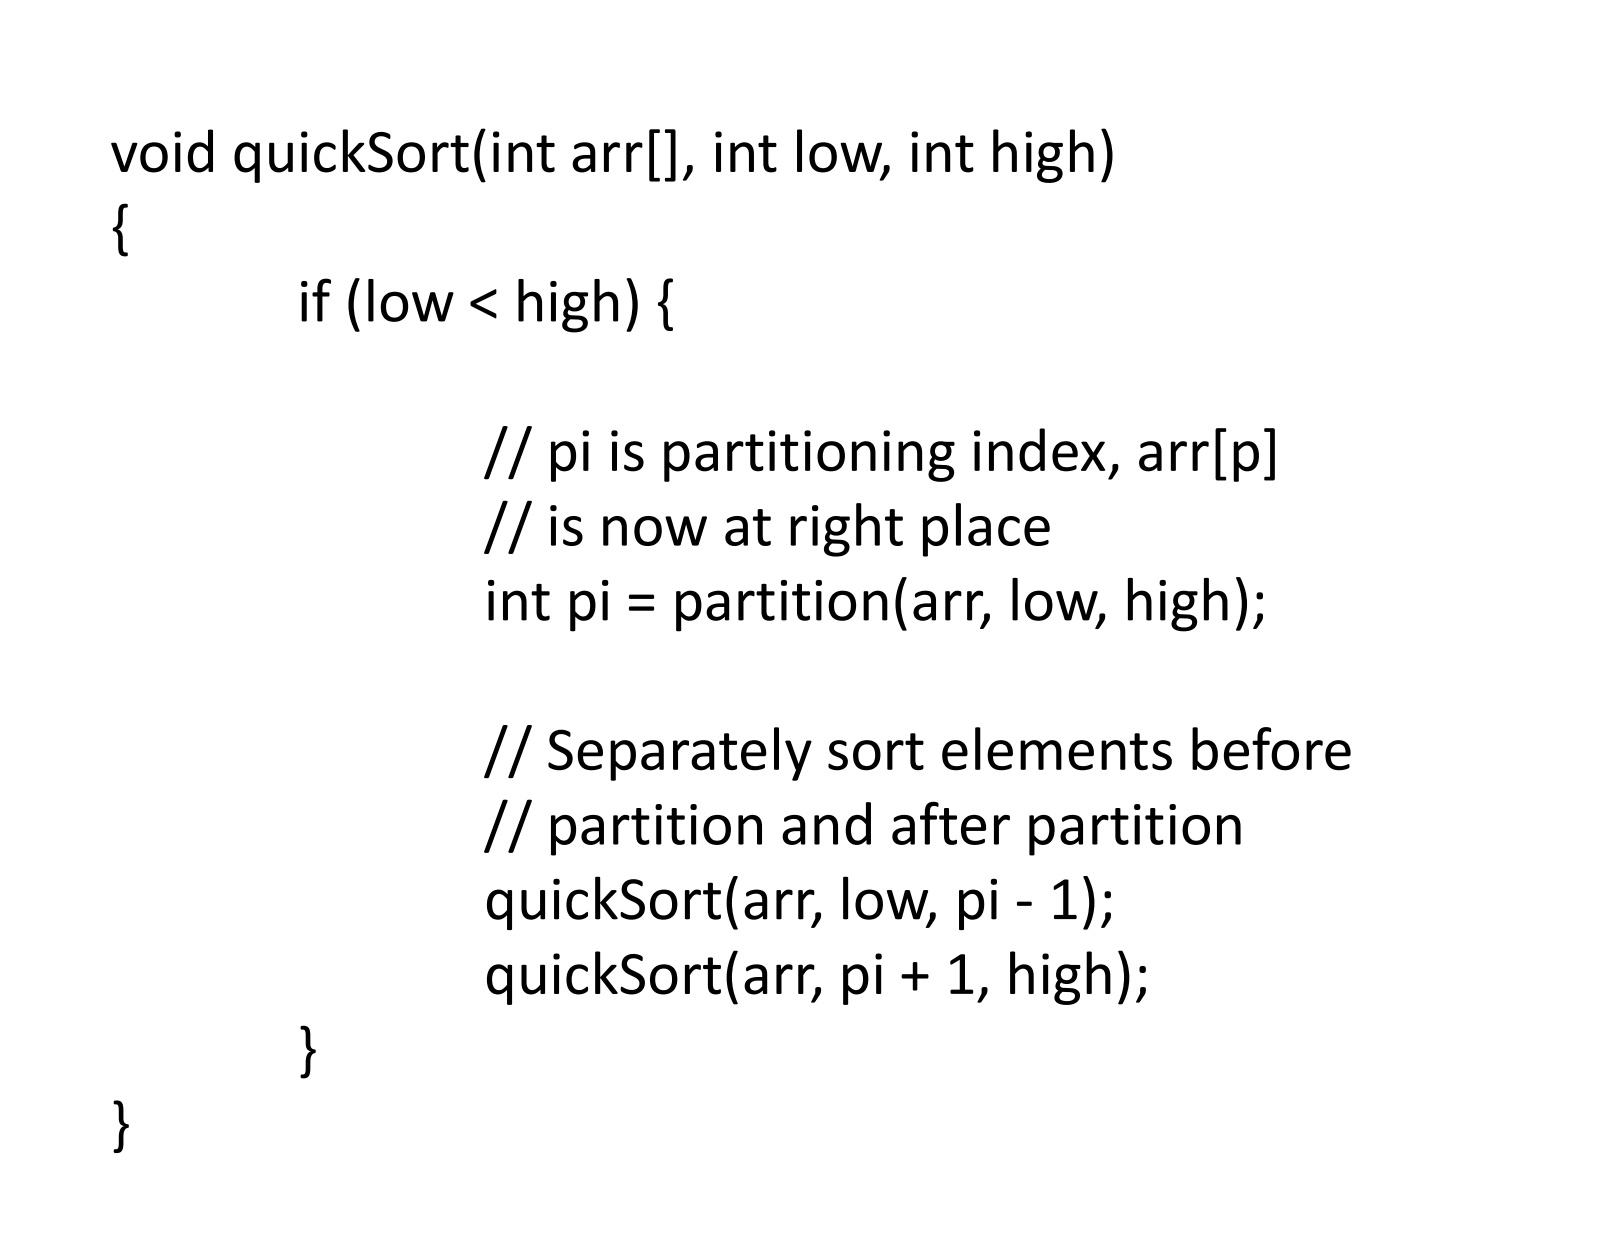 void quickSort(int arr[], int low, int high)
{
if (low < high) {
// pi is partitioning index, arr[p]
// is now at right place
int pi = partition(arr, low, high);
// Separately sort elements before
// partition and after partition
quickSort(arr, low, pi - 1);
quickSort(arr, pi + 1, high);
}
}